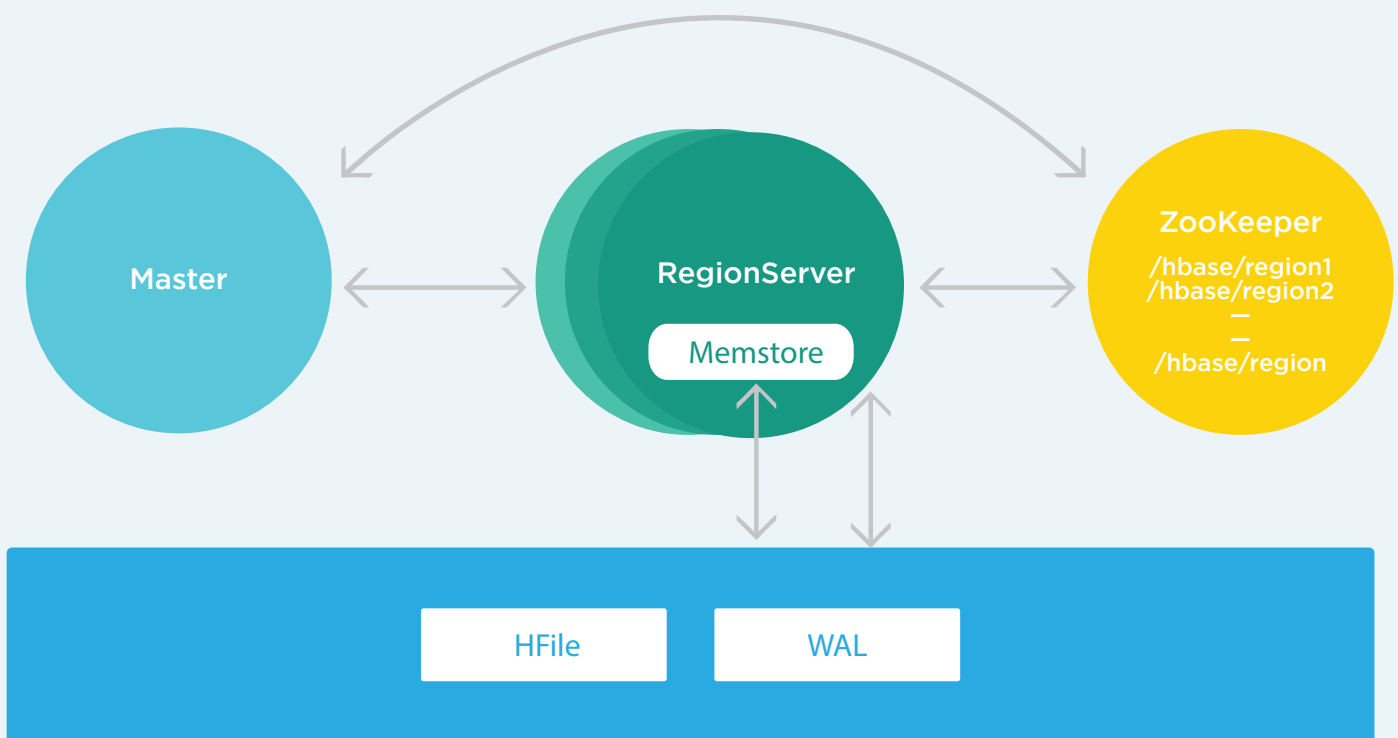 Master
RegionServer
Memstore
ZooKeeper
/hbase/region1
/hbase/region2
—
—
/hbase/region
HFile
WAL